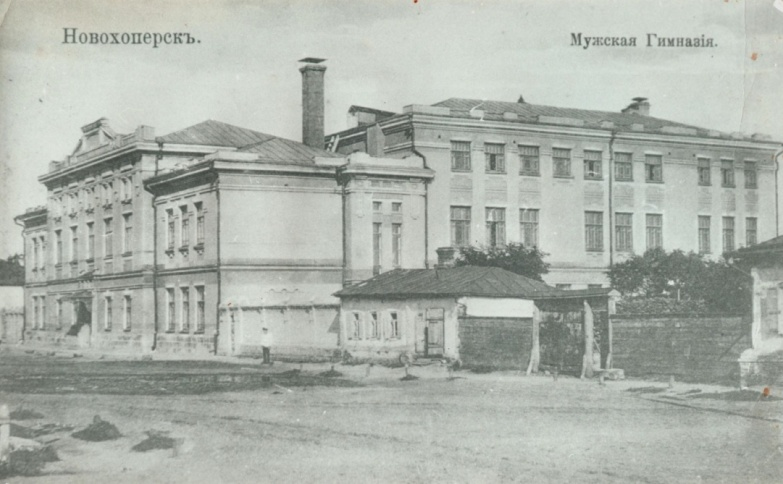 Новохоперскъ.
Мужская Гимназія.